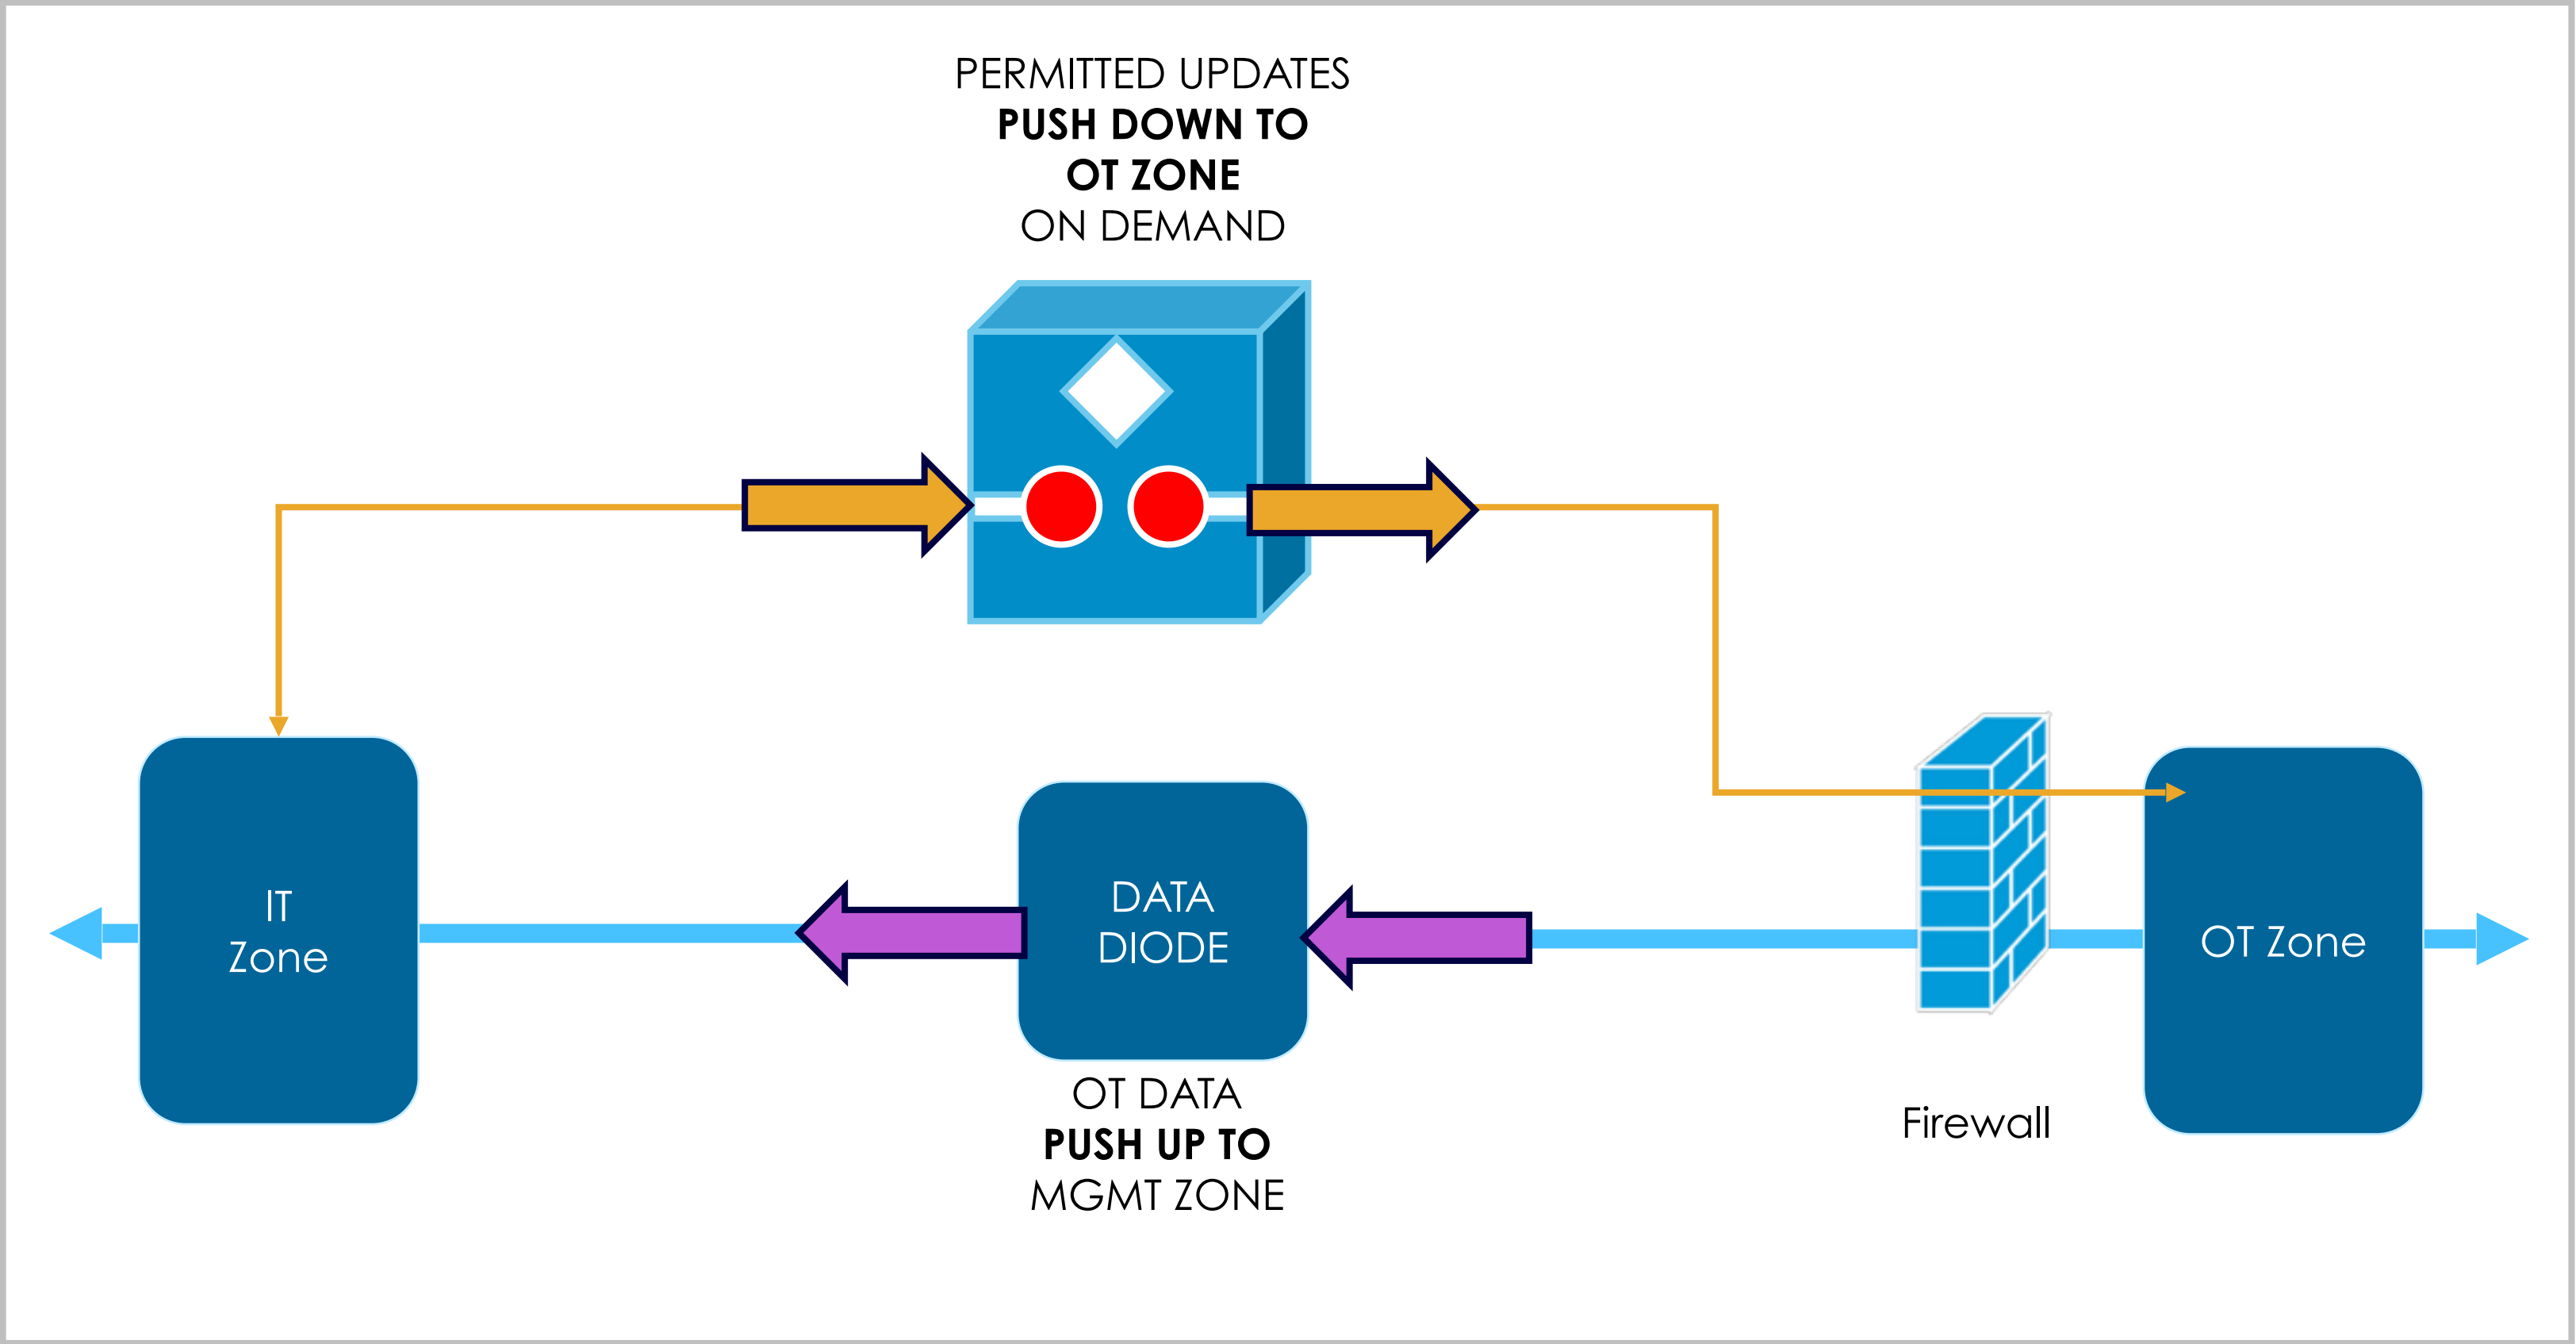 PERMITTED UPDATES
PUSH DOWN TO
OT ZONE
ON DEMAND
IT
Zone
DATA
DIODE
OT Zone
OT DATA
PUSH UP TO
MGMT ZONE
Firewall